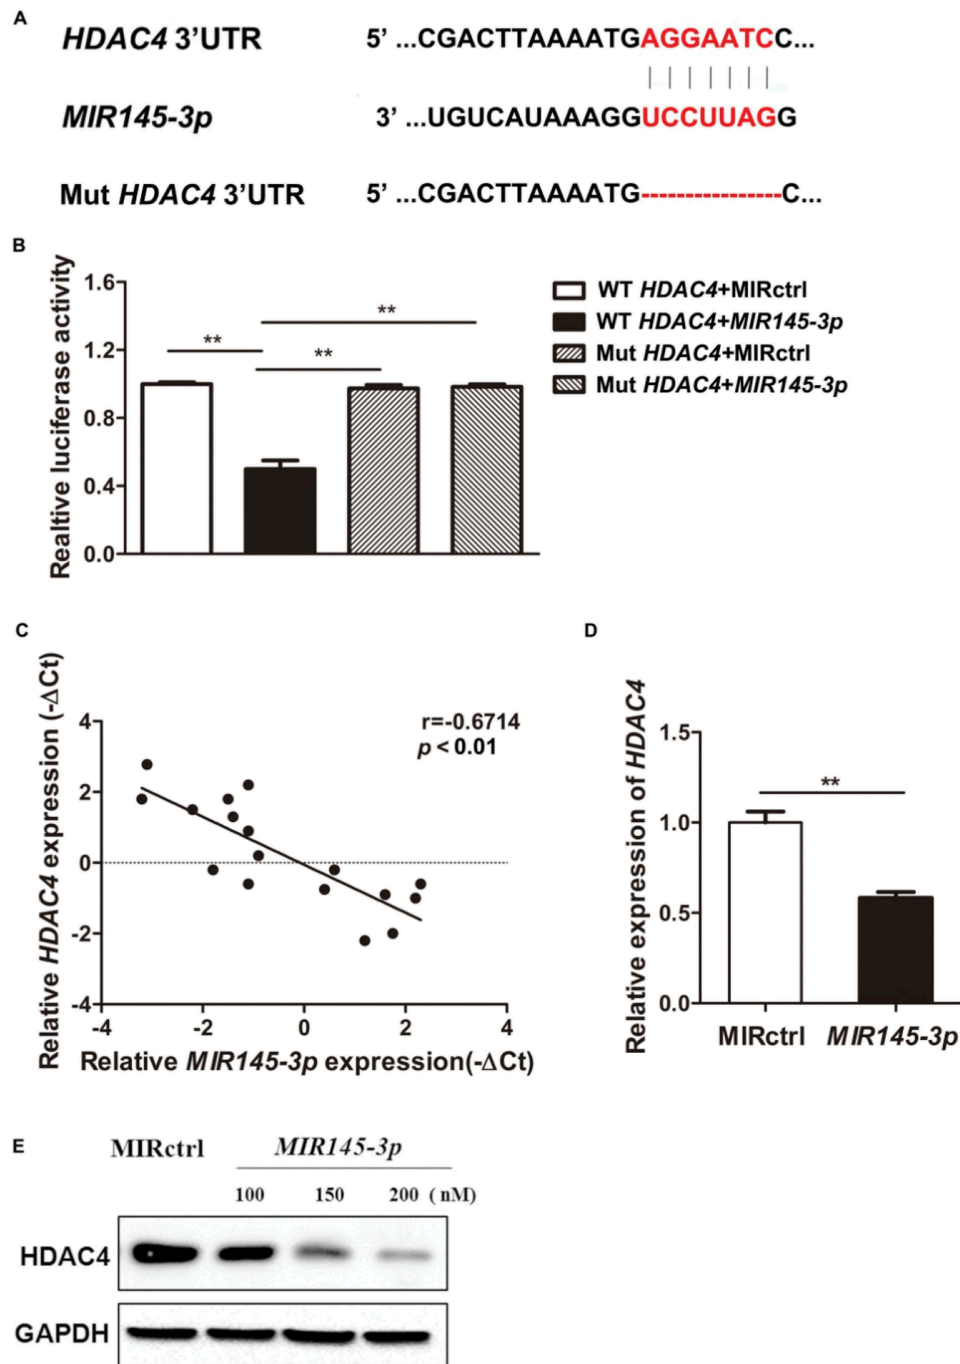 A
HDAC4 3'UTR 5' ...CGACTTAAAATGAGGAATCC...
MIR145-3p 3' ...UGUCAUAAAGGUCCUUAGG
Mut HDAC4 3'UTR 5' ...CGACTTAAAATG----------------C...
B
Realtive luciferase activity
1.6
1.2
0.8
0.4
0.0
**
**
**
WT HDAC4+MIRctrl
WT HDAC4+MIR145-3p
Mut HDAC4+MIRctrl
Mut HDAC4+MIR145-3p
C
Relative HDAC4 expression (-ΔCt)
4
2
0
-2
-4
r=-0.6714
p < 0.01
-4 -2 0 2 4
Relative MIR145-3p expression(-ΔCt)
D
Relative expression of HDAC4
1.5
1.0
0.5
0.0
**
MIRctrl MIR145-3p
E
MIRctrl MIR145-3p
100 150 200 ( nM)
HDAC4
GAPDH